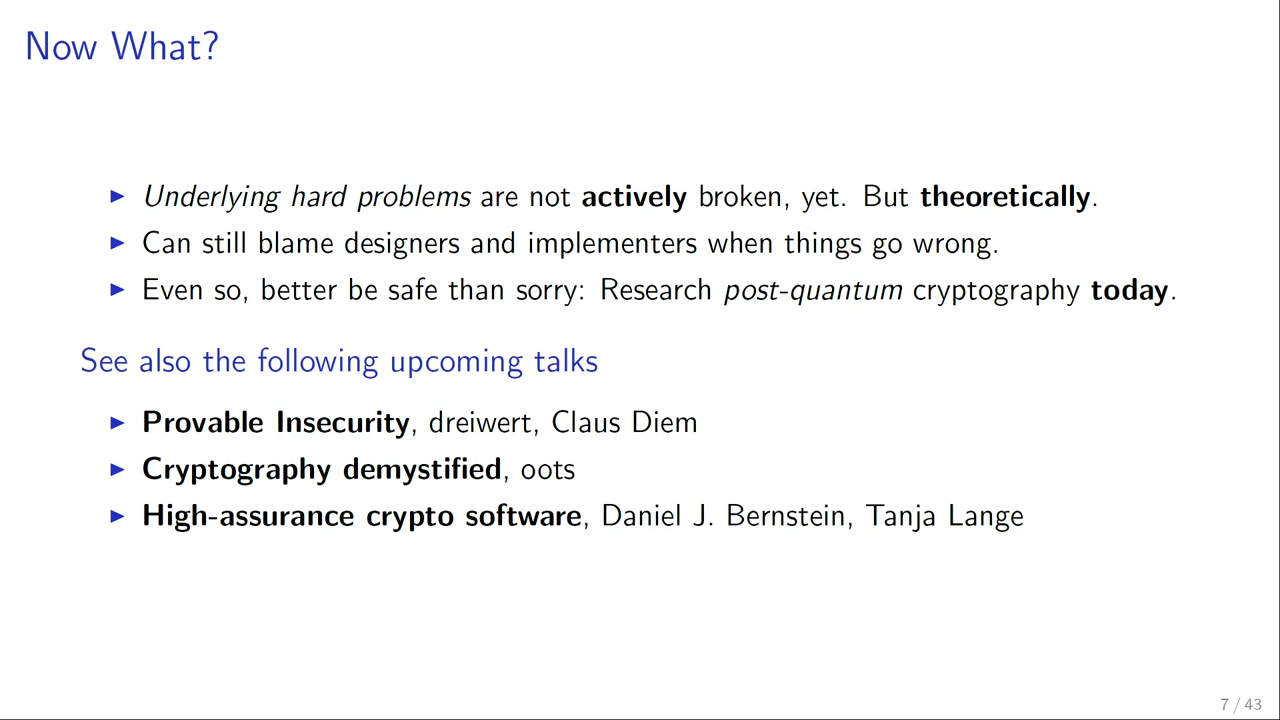 Now What?
▶ Underlying hard problems are not actively broken, yet. But theoretically.
▶ Can still blame designers and implementers when things go wrong.
▶ Even so, better be safe than sorry: Research post-quantum cryptography today.
See also the following upcoming talks
▶ Provable Insecurity, dreiwert, Claus Diem
▶ Cryptography demystified, oots
▶ High-assurance crypto software, Daniel J. Bernstein, Tanja Lange
7 / 43